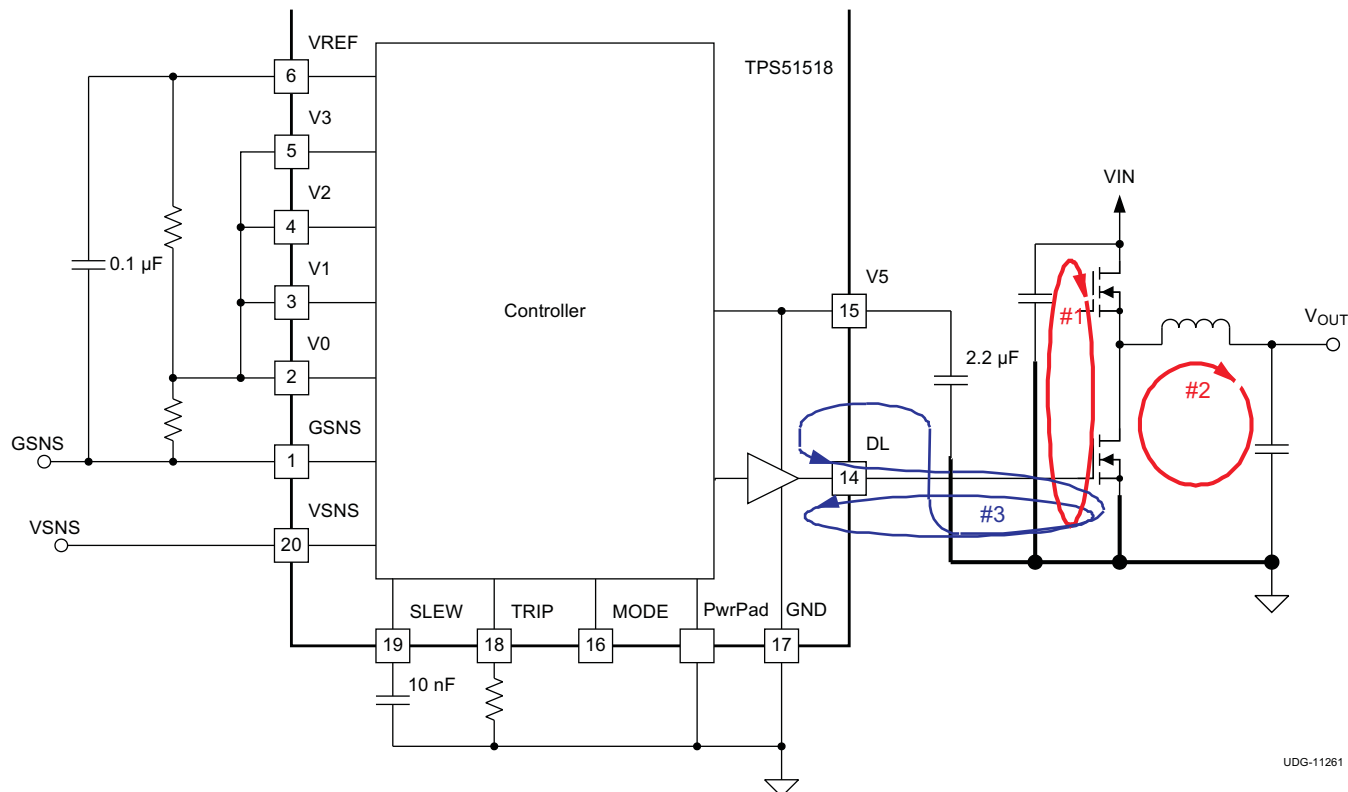 VREF
TPS51518
6
V3
5
VIN
V2
4
0.1 µF
V1
V5
3
Controller
15
#1
VOUT
V0
2.2 µF
2
#2
GSNS
DL
GSNS
1
14
VSNS
#3
VSNS
20
SLEW
TRIP
MODE
PwrPad
GND
19
18
16
17
10 nF
UDG-11261